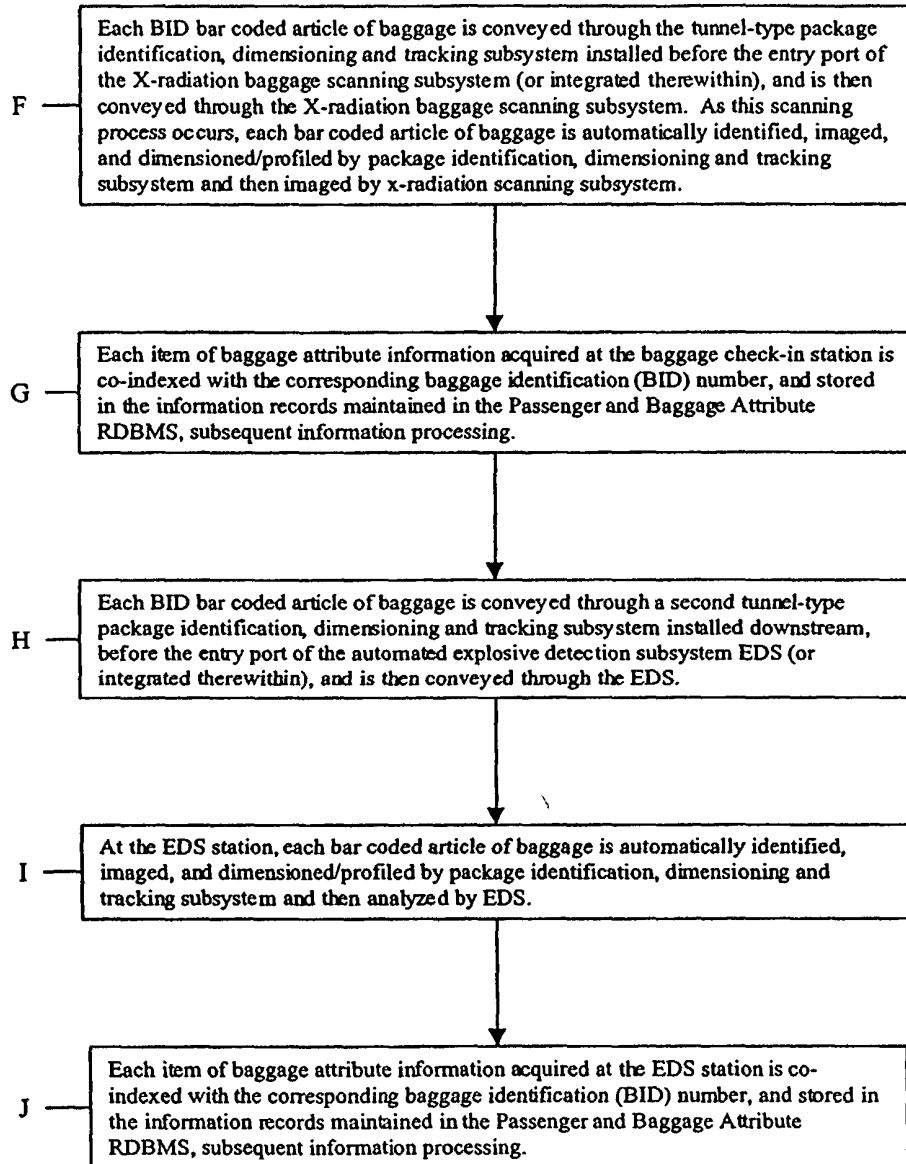 Each BID bar coded article of baggage is conveyed through the tunnel-type package
identification, dimensioning and tracking subsystem installed before the entry port of
the X-radiation baggage scanning subsystem (or integrated therewithin), and is then
F
conveyed through the X-radiation baggage scanning subsystem. As this scanning
process occurs, each bar coded article of baggage is automatically identified, imaged,
and dimensioned/profiled by package identification, dimensioning and tracking
subsystem and then imaged by x-radiation scanning subsystem.
Each item of baggage attribute information acquired at the baggage check-in station is
G
co-indexed with the corresponding baggage identification (BID) number, and stored
in the information records maintained in the Passenger and Baggage Attribute
RDBMS, subsequent information processing.
Each BID bar coded article of baggage is conveyed through a second tunnel-type
H
package identification, dimensioning and tracking subsystem installed downstream,
before the entry port of the automated explosive detection subsystem EDS (or
integrated therewithin), and is then conveyed through the EDS.
At the EDS station, each bar coded article of baggage is automatically identified,
I
imaged, and dimensioned/profiled by package identification, dimensioning and
tracking subsystem and then analyzed by EDS.
Each item of baggage attribute information acquired at the EDS station is co-
J
indexed with the corresponding baggage identification (BID) number, and stored in
the information records maintained in the Passenger and Baggage Attribute
RDBMS, subsequent information processing.